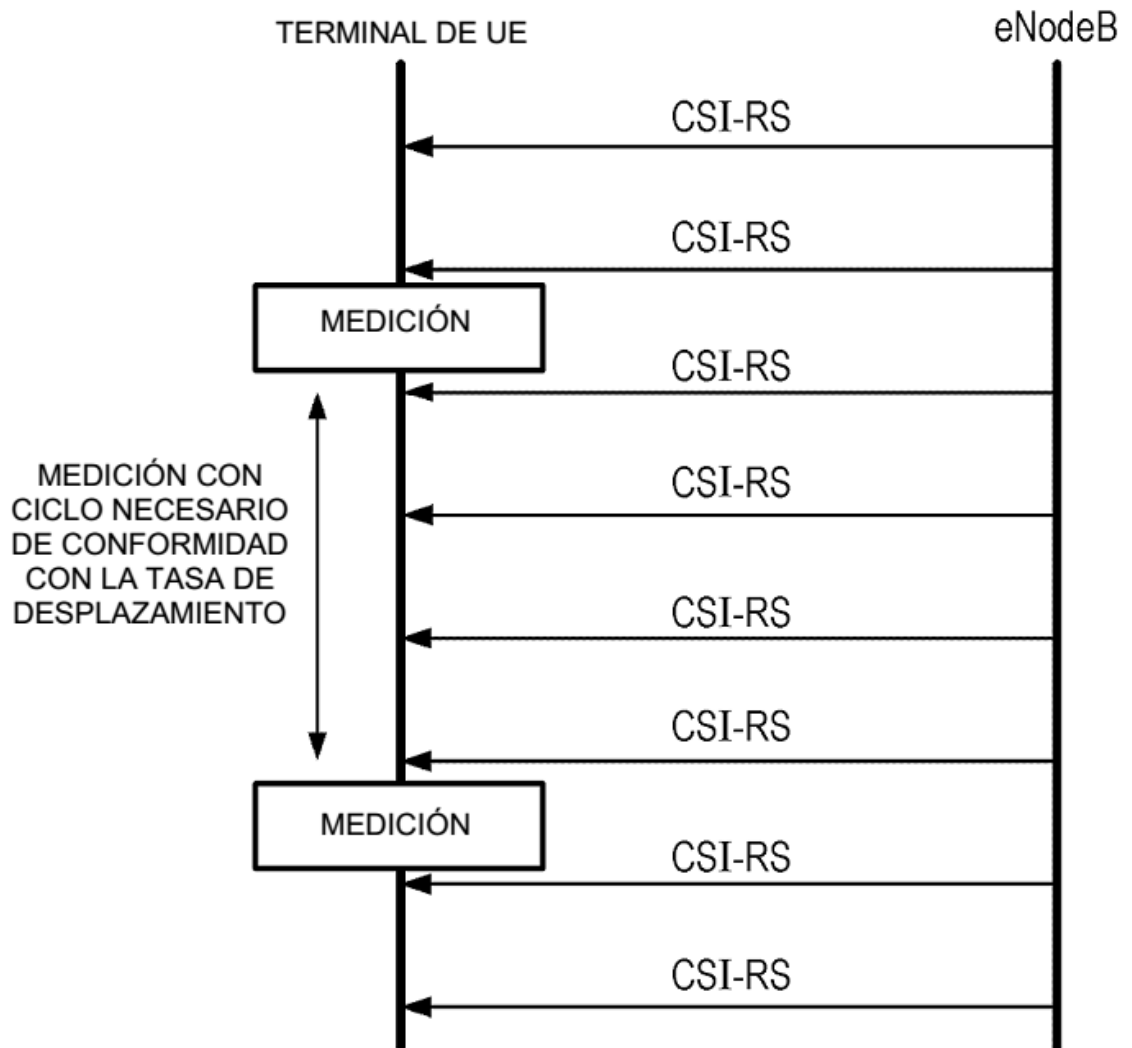 TERMINAL DE UE
eNodeB
CSI-RS
CSI-RS
MEDICIÓN
CSI-RS
MEDICIÓN CON
CICLO NECESARIO
DE CONFORMIDAD
CON LA TASA DE
DESPLAZAMIENTO
CSI-RS
CSI-RS
CSI-RS
MEDICIÓN
CSI-RS
CSI-RS